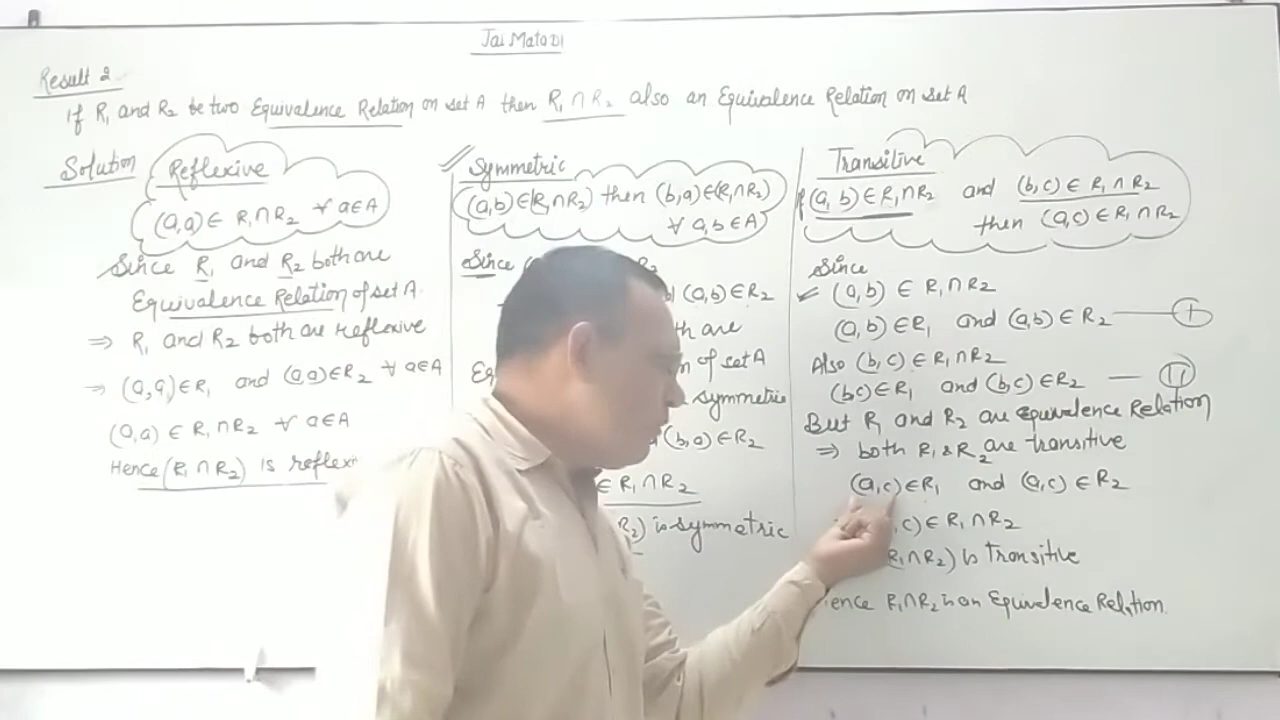 Jai Mata Di
Result 2
If R₁ and R₂ be two Equivalence Relation on set A then R₁ ∩ R₂ also an Equivalence Relation on set A
Solution
Reflexive
(a,a) ∈ R₁∩R₂ ∀ a∈A
Since R₁ and R₂ both are
Equivalence Relation of set A.
⇒ R₁ and R₂ both are reflexive
⇒ (a,a)∈R₁ and (a,a)∈R₂ ∀ a∈A
(a,a) ∈ R₁∩R₂ ∀ a∈A
Hence (R₁∩R₂) is
Symmetric
(a,b)∈(R₁∩R₂) then (b,a)∈(R₁∩R₂)
∀ a,b∈A
Since
(a,b)∈R₂
are
of set A
symmetric
(b,a)∈R₂
∈ R₁∩R₂
R₂) is symmetric
Transitive
if (a,b)∈R₁∩R₂ and (b,c)∈ R₁∩R₂
then (a,c)∈R₁∩R₂
Since
(a,b) ∈ R₁∩R₂
(a,b)∈R₁ and (a,b)∈R₂ — I
Also (b,c)∈R₁∩R₂
(b,c)∈R₁ and (b,c)∈R₂ — II
But R₁ and R₂ are equivalence Relation
⇒ both R₁ & R₂ are transitive
(a,c)∈R₁ and (a,c)∈R₂
,c)∈R₁∩R₂
R₁∩R₂) is transitive
R₁∩R₂ is an Equivalence Relation.